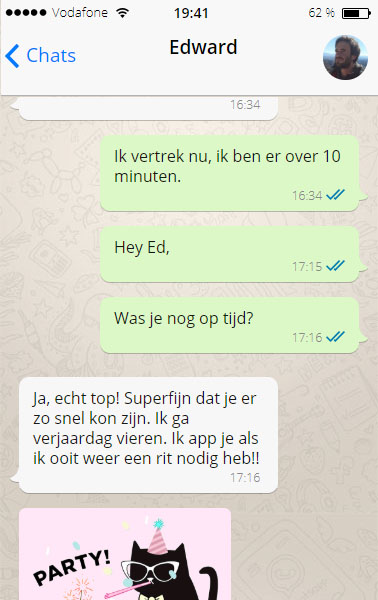 Vodafone 19:41 62 %
Chats Edward
16:34
Ik vertrek nu, ik ben er over 10
minuten.
16:34
Hey Ed,
17:15
Was je nog op tijd?
17:16
Ja, echt top! Superfijn dat je er
zo snel kon zijn. Ik ga
verjaardag vieren. Ik app je als
ik ooit weer een rit nodig heb!!
17:16
PARTY!